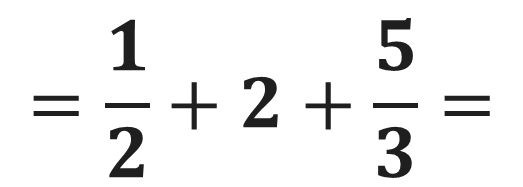 = 1/2 + 2 + 5/3 =